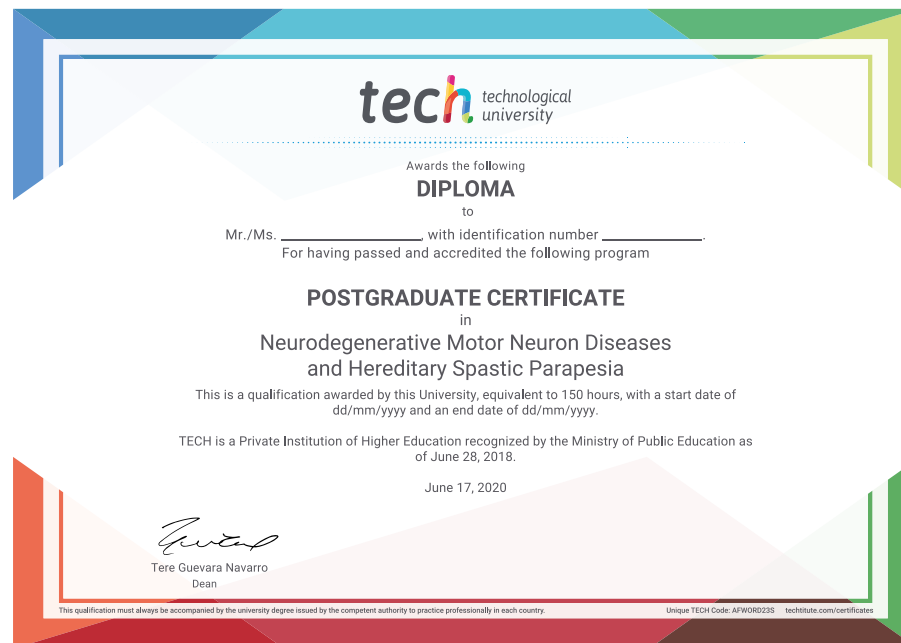 tech technological
university
Awards the following
DIPLOMA
to
Mr./Ms. ____________________, with identification number ______________.
For having passed and accredited the following program
POSTGRADUATE CERTIFICATE
in
Neurodegenerative Motor Neuron Diseases
and Hereditary Spastic Parapesia
This is a qualification awarded by this University, equivalent to 150 hours, with a start date of
dd/mm/yyyy and an end date of dd/mm/yyyy.
TECH is a Private Institution of Higher Education recognized by the Ministry of Public Education as
of June 28, 2018.
June 17, 2020
Tere Guevara Navarro
Dean
This qualification must always be accompanied by the university degree issued by the competent authority to practice professionally in each country. Unique TECH Code: AFWORD23S techtitute.com/certificates